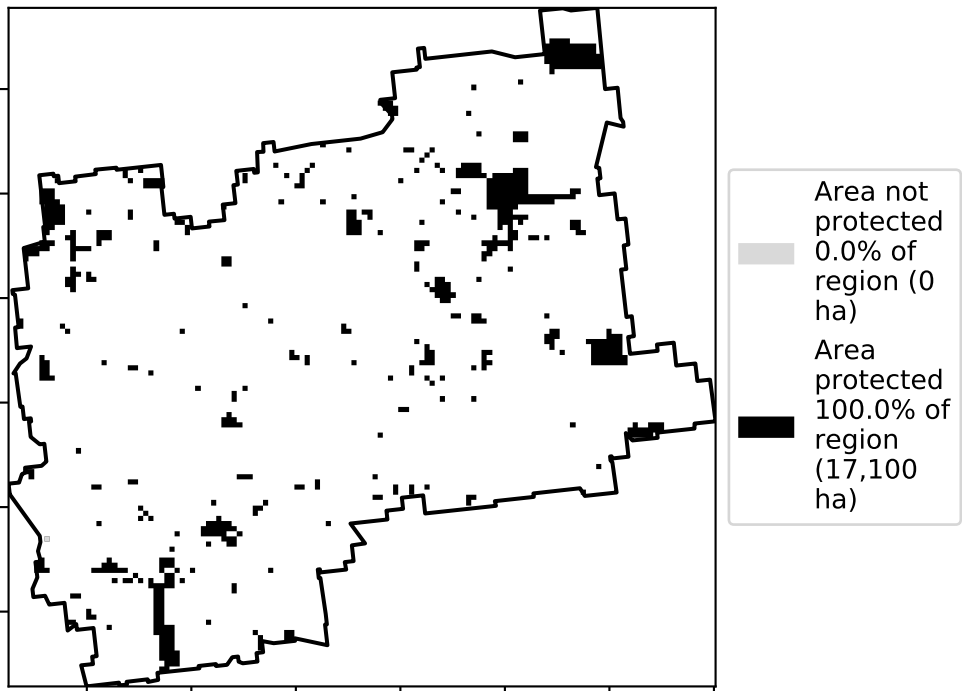 Area not
protected
0.0% of
region (0
ha)
Area
protected
100.0% of
region
(17,100
ha)